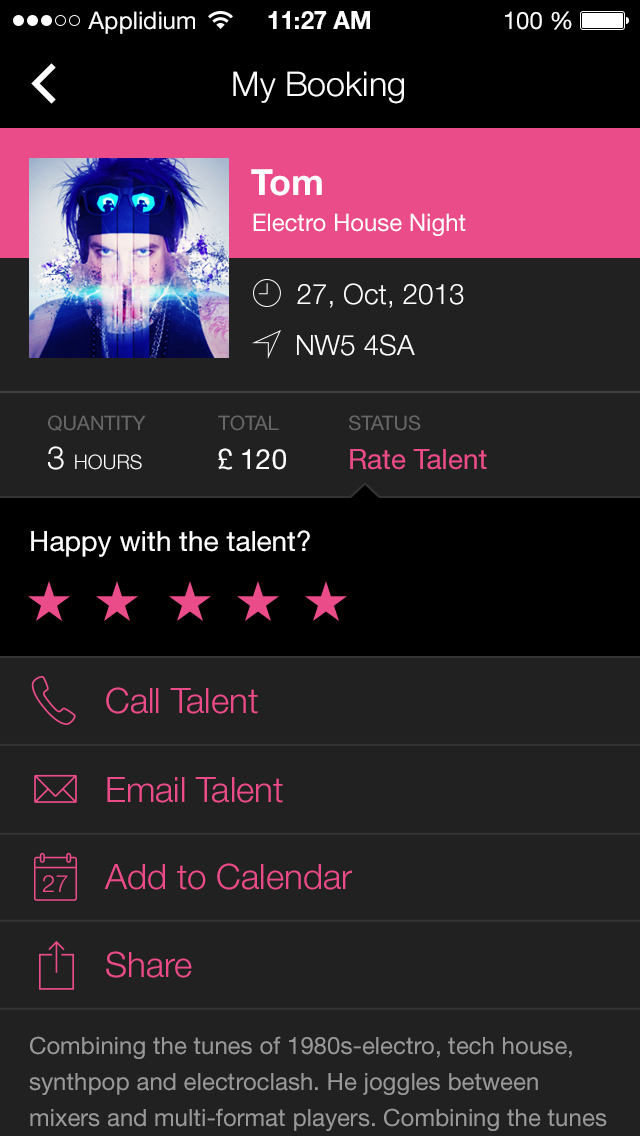 Applidium 11:27 AM 100 %
My Booking
Tom
Electro House Night
27, Oct, 2013
NW5 4SA
QUANTITY TOTAL STATUS
3 HOURS £ 120 Rate Talent
Happy with the talent?
Call Talent
Email Talent
27 Add to Calendar
Share
Combining the tunes of 1980s-electro, tech house,
synthpop and electroclash. He joggles between
mixers and multi-format players. Combining the tunes